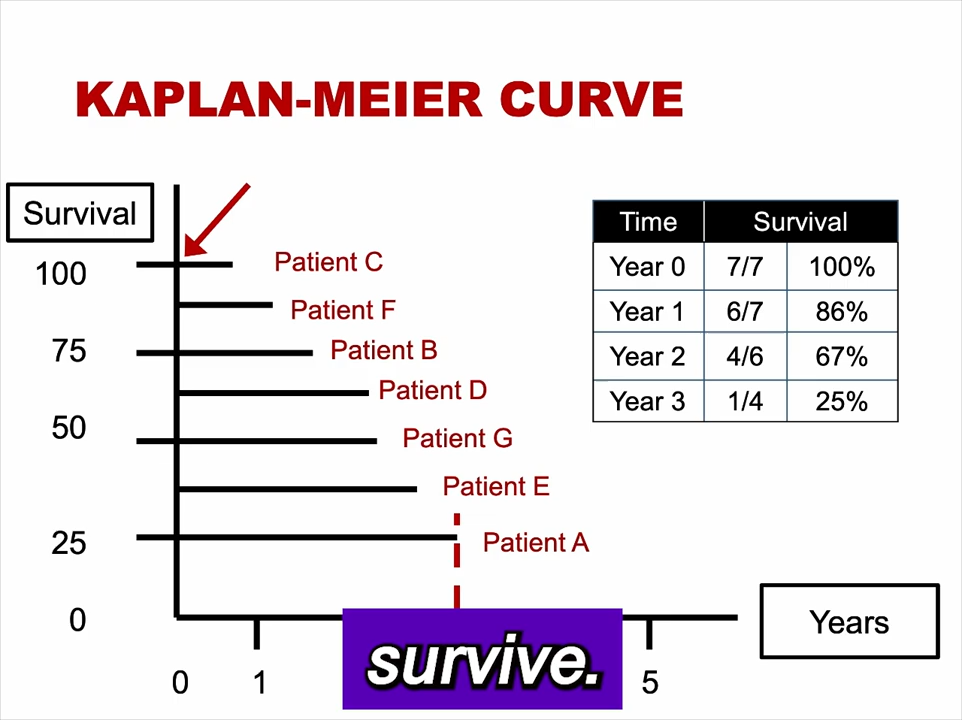 KAPLAN-MEIER CURVE
Survival
100
75
50
25
0
Patient C
Patient F
Patient B
Patient D
Patient G
Patient E
Patient A
Time Survival
Year 0 7/7 100%
Year 1 6/7 86%
Year 2 4/6 67%
Year 3 1/4 25%
Years
0 1 5
survive.